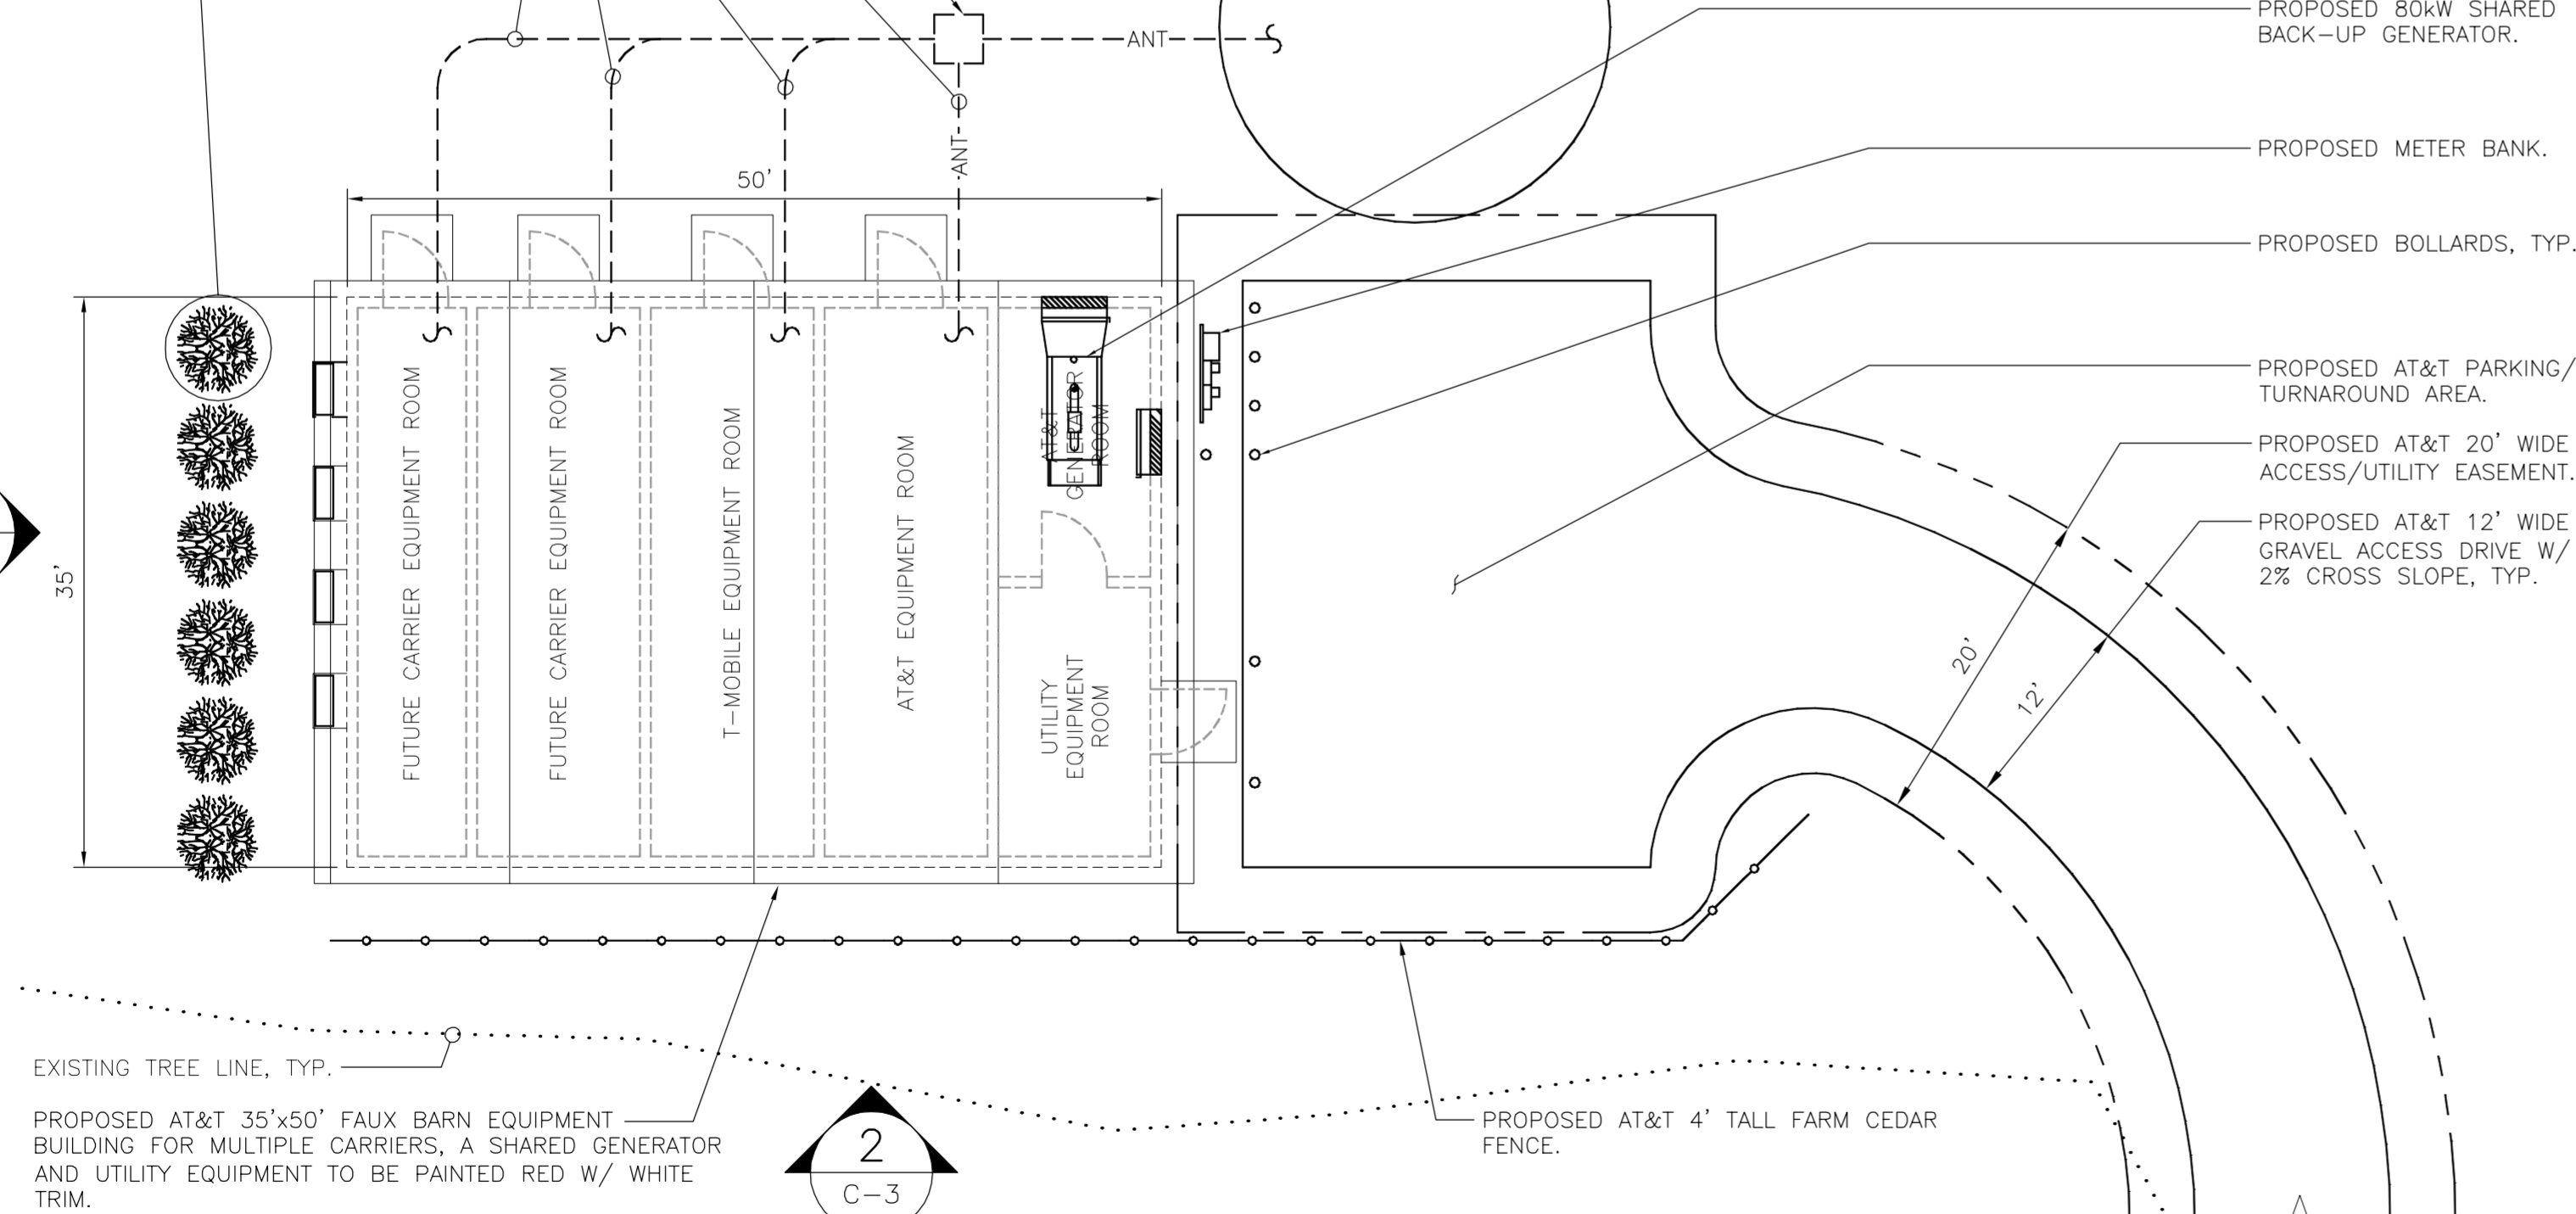 PROPOSED 80kW SHARED
BACK-UP GENERATOR.
ANT
ANT
50'
PROPOSED METER BANK.
PROPOSED BOLLARDS, TYP.
PROPOSED AT&T PARKING/
TURNAROUND AREA.
PROPOSED AT&T 20' WIDE
ACCESS/UTILITY EASEMENT.
PROPOSED AT&T 12' WIDE
GRAVEL ACCESS DRIVE W/
2% CROSS SLOPE, TYP.
35'
FUTURE CARRIER EQUIPMENT ROOM
FUTURE CARRIER EQUIPMENT ROOM
T-MOBILE EQUIPMENT ROOM
AT&T EQUIPMENT ROOM
AT&T
GENERATOR
ROOM
UTILITY
EQUIPMENT
ROOM
20'
12'
EXISTING TREE LINE, TYP.
PROPOSED AT&T 35'x50' FAUX BARN EQUIPMENT
BUILDING FOR MULTIPLE CARRIERS, A SHARED GENERATOR
AND UTILITY EQUIPMENT TO BE PAINTED RED W/ WHITE
TRIM.
2
C-3
PROPOSED AT&T 4' TALL FARM CEDAR
FENCE.